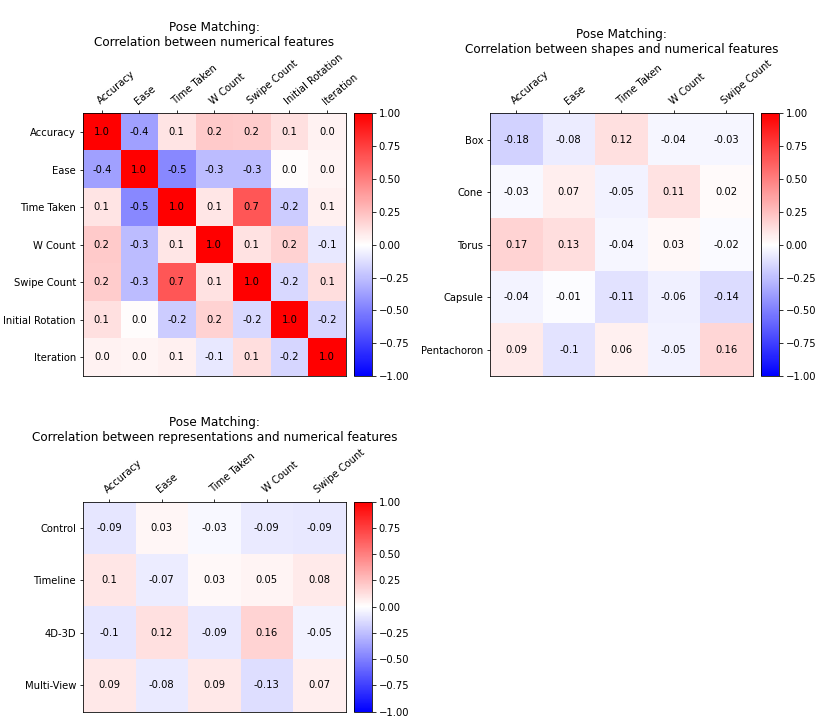 Pose Matching:
Correlation between numerical features
Accuracy Ease Time Taken W Count Swipe Count Initial Rotation Iteration
Accuracy 1.0 -0.4 0.1 0.2 0.2 0.1 0.0
Ease -0.4 1.0 -0.5 -0.3 -0.3 0.0 0.0
Time Taken 0.1 -0.5 1.0 0.1 0.7 -0.2 0.1
W Count 0.2 -0.3 0.1 1.0 0.1 0.2 -0.1
Swipe Count 0.2 -0.3 0.7 0.1 1.0 -0.2 0.1
Initial Rotation 0.1 0.0 -0.2 0.2 -0.2 1.0 -0.2
Iteration 0.0 0.0 0.1 -0.1 0.1 -0.2 1.0
1.00
0.75
0.50
0.25
0.00
−0.25
−0.50
−0.75
−1.00
Pose Matching:
Correlation between shapes and numerical features
Accuracy Ease Time Taken W Count Swipe Count
Box -0.18 -0.08 0.12 -0.04 -0.03
Cone -0.03 0.07 -0.05 0.11 0.02
Torus 0.17 0.13 -0.04 0.03 -0.02
Capsule -0.04 -0.01 -0.11 -0.06 -0.14
Pentachoron 0.09 -0.1 0.06 -0.05 0.16
1.00
0.75
0.50
0.25
0.00
−0.25
−0.50
−0.75
−1.00
Pose Matching:
Correlation between representations and numerical features
Accuracy Ease Time Taken W Count Swipe Count
Control -0.09 0.03 -0.03 -0.09 -0.09
Timeline 0.1 -0.07 0.03 0.05 0.08
4D-3D -0.1 0.12 -0.09 0.16 -0.05
Multi-View 0.09 -0.08 0.09 -0.13 0.07
1.00
0.75
0.50
0.25
0.00
−0.25
−0.50
−0.75
−1.00